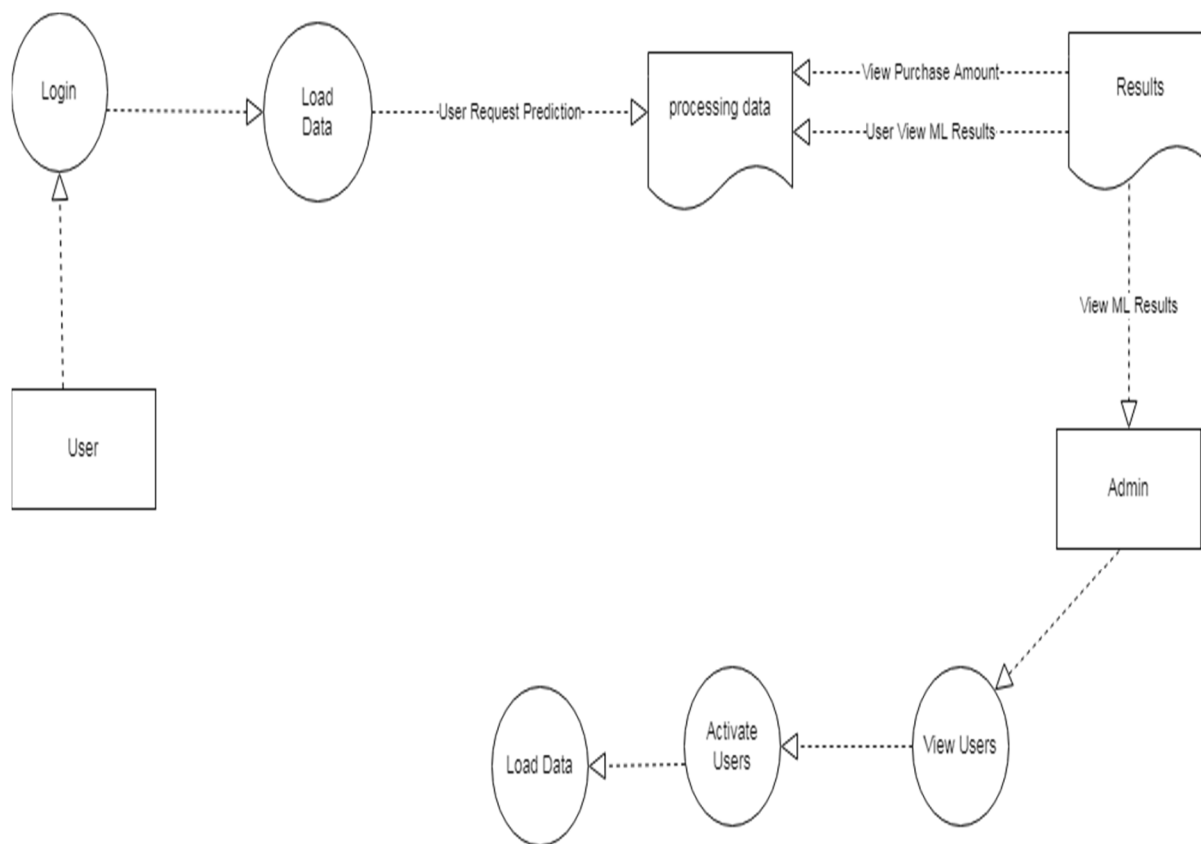 Login
Load
Data
User Request Prediction
processing data
View Purchase Amount
User View ML Results
Results
View ML Results
User
Admin
Load Data
Activate
Users
View Users